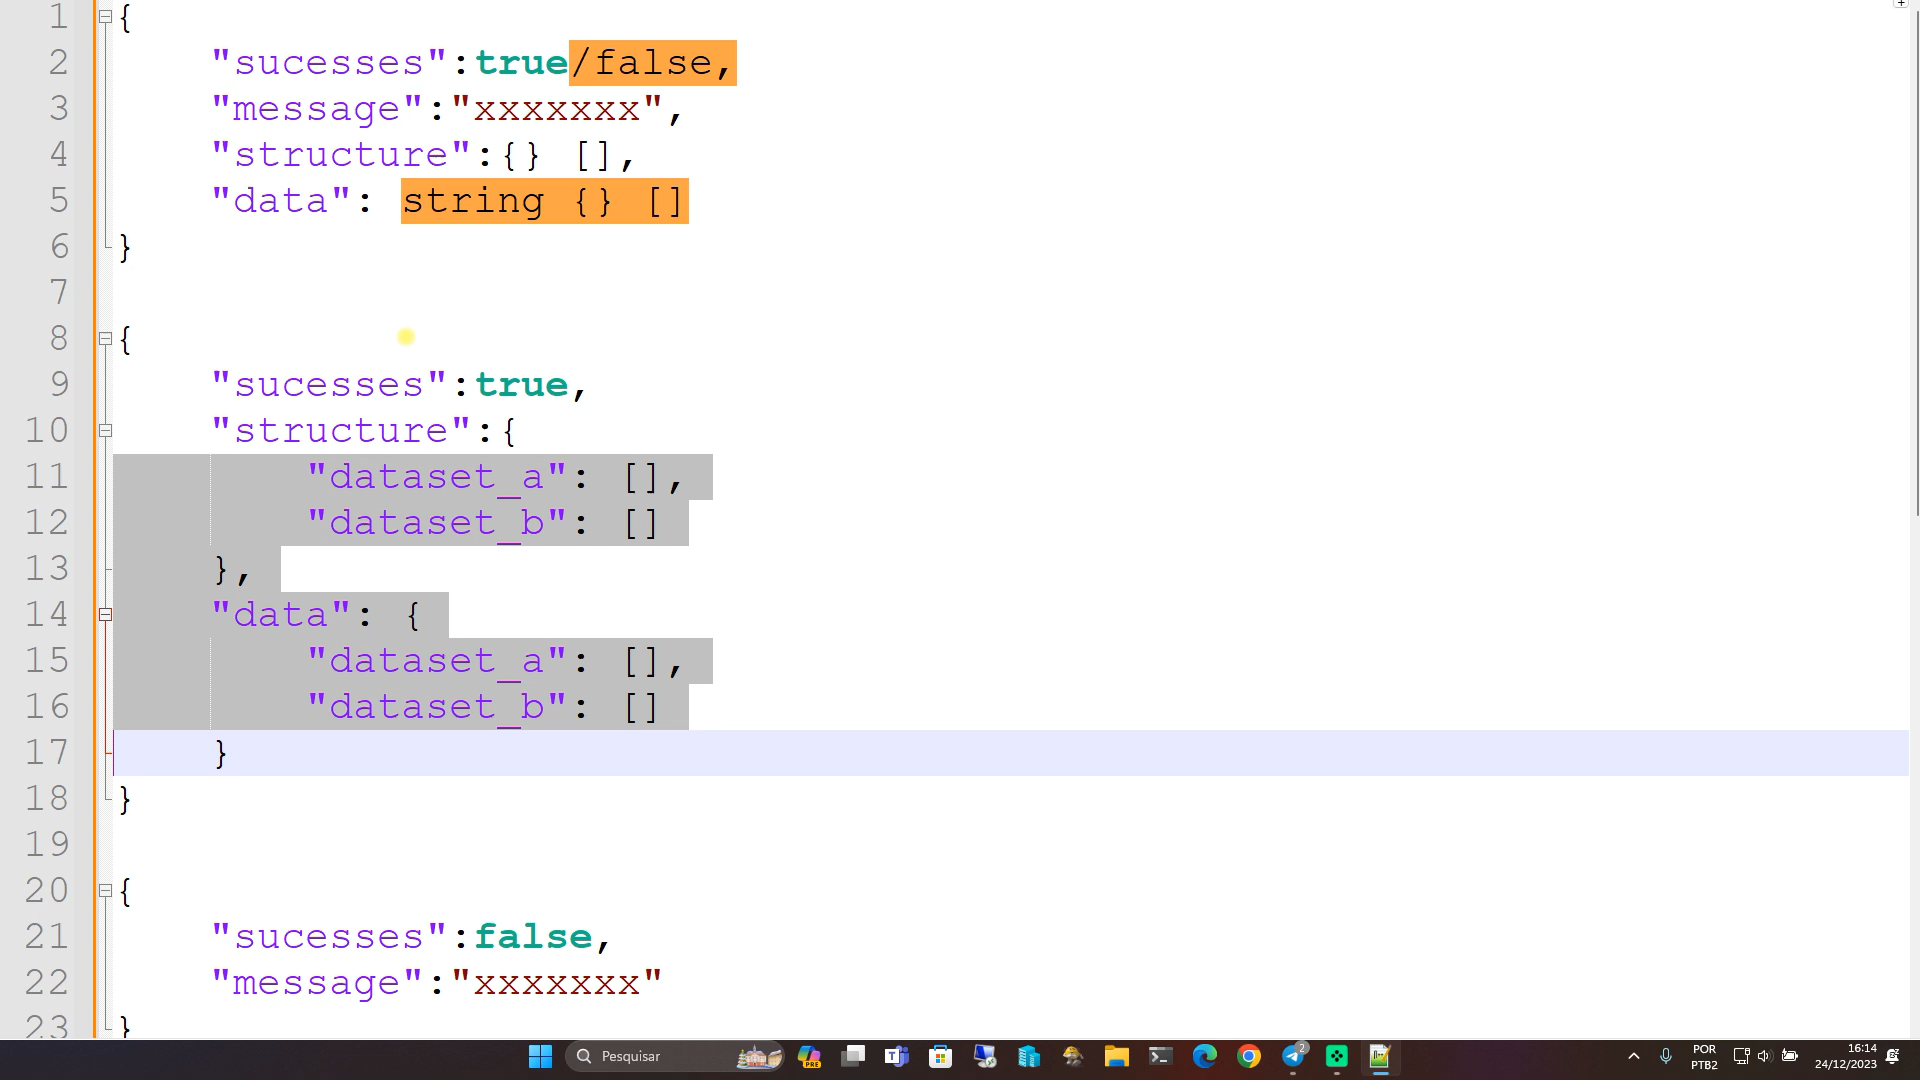 1 {
2 "sucesses":true/false,
3 "message":"xxxxxxx",
4 "structure":{} [],
5 "data": string {} []
6 }
7
8 {
9 "sucesses":true,
10 "structure":{
11 "dataset_a": [],
12 "dataset_b": []
13 },
14 "data": {
15 "dataset_a": [],
16 "dataset_b": []
17 }
18 }
19
20 {
21 "sucesses":false,
22 "message":"xxxxxxx"
23 }
Pesquisar
PRE
2
POR
PTB2
16:14
24/12/2023